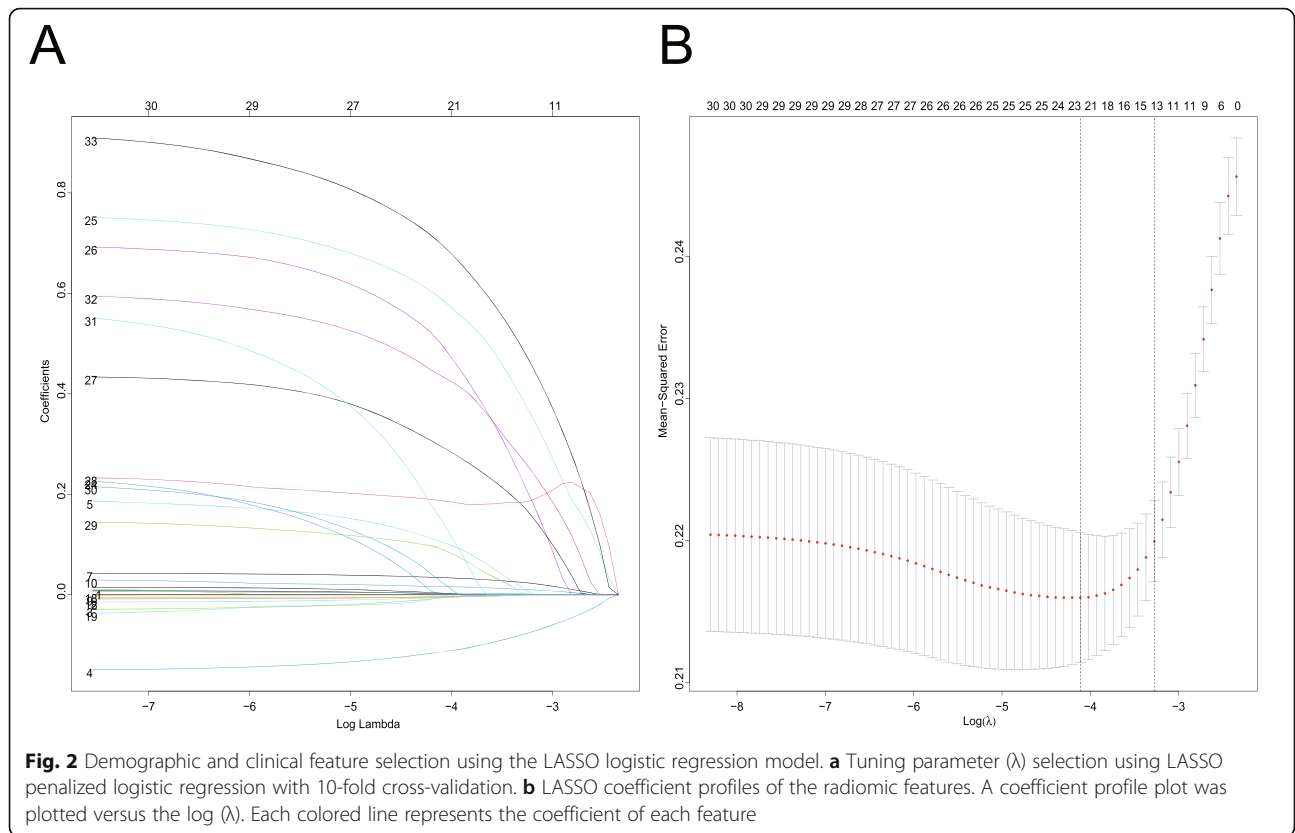 A
B
30 29 27 21 11
30 30 30 29 29 29 29 29 29 28 27 27 27 26 26 26 26 25 25 25 25 24 23 21 18 16 15 13 11 11 9 6 0
33
25
26
32
31
27
30
5
29
7
10
19
4
0.8
0.6
0.4
0.2
0.0
Coefficients
−7 −6 −5 −4 −3
Log Lambda
0.24
0.23
0.22
0.21
Mean−Squared Error
−8 −7 −6 −5 −4 −3
Log(λ)
Fig. 2 Demographic and clinical feature selection using the LASSO logistic regression model. a Tuning parameter (λ) selection using LASSO
penalized logistic regression with 10-fold cross-validation. b LASSO coefficient profiles of the radiomic features. A coefficient profile plot was
plotted versus the log (λ). Each colored line represents the coefficient of each feature